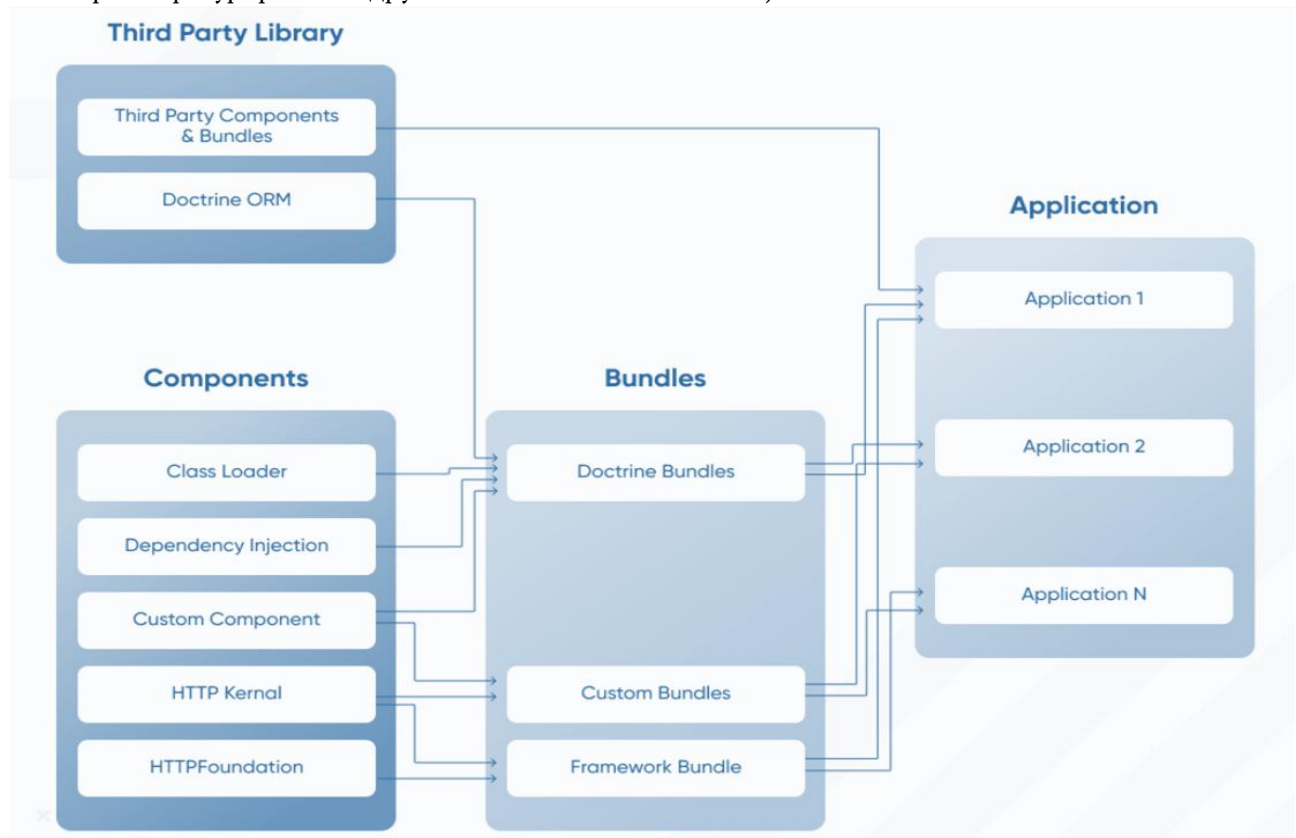 Third Party Library
Third Party Components
& Bundles
Doctrine ORM
Application
Application 1
Application 2
Application N
Components
Class Loader
Dependency Injection
Custom Component
HTTP Kernal
HTTPFoundation
Bundles
Doctrine Bundles
Custom Bundles
Framework Bundle